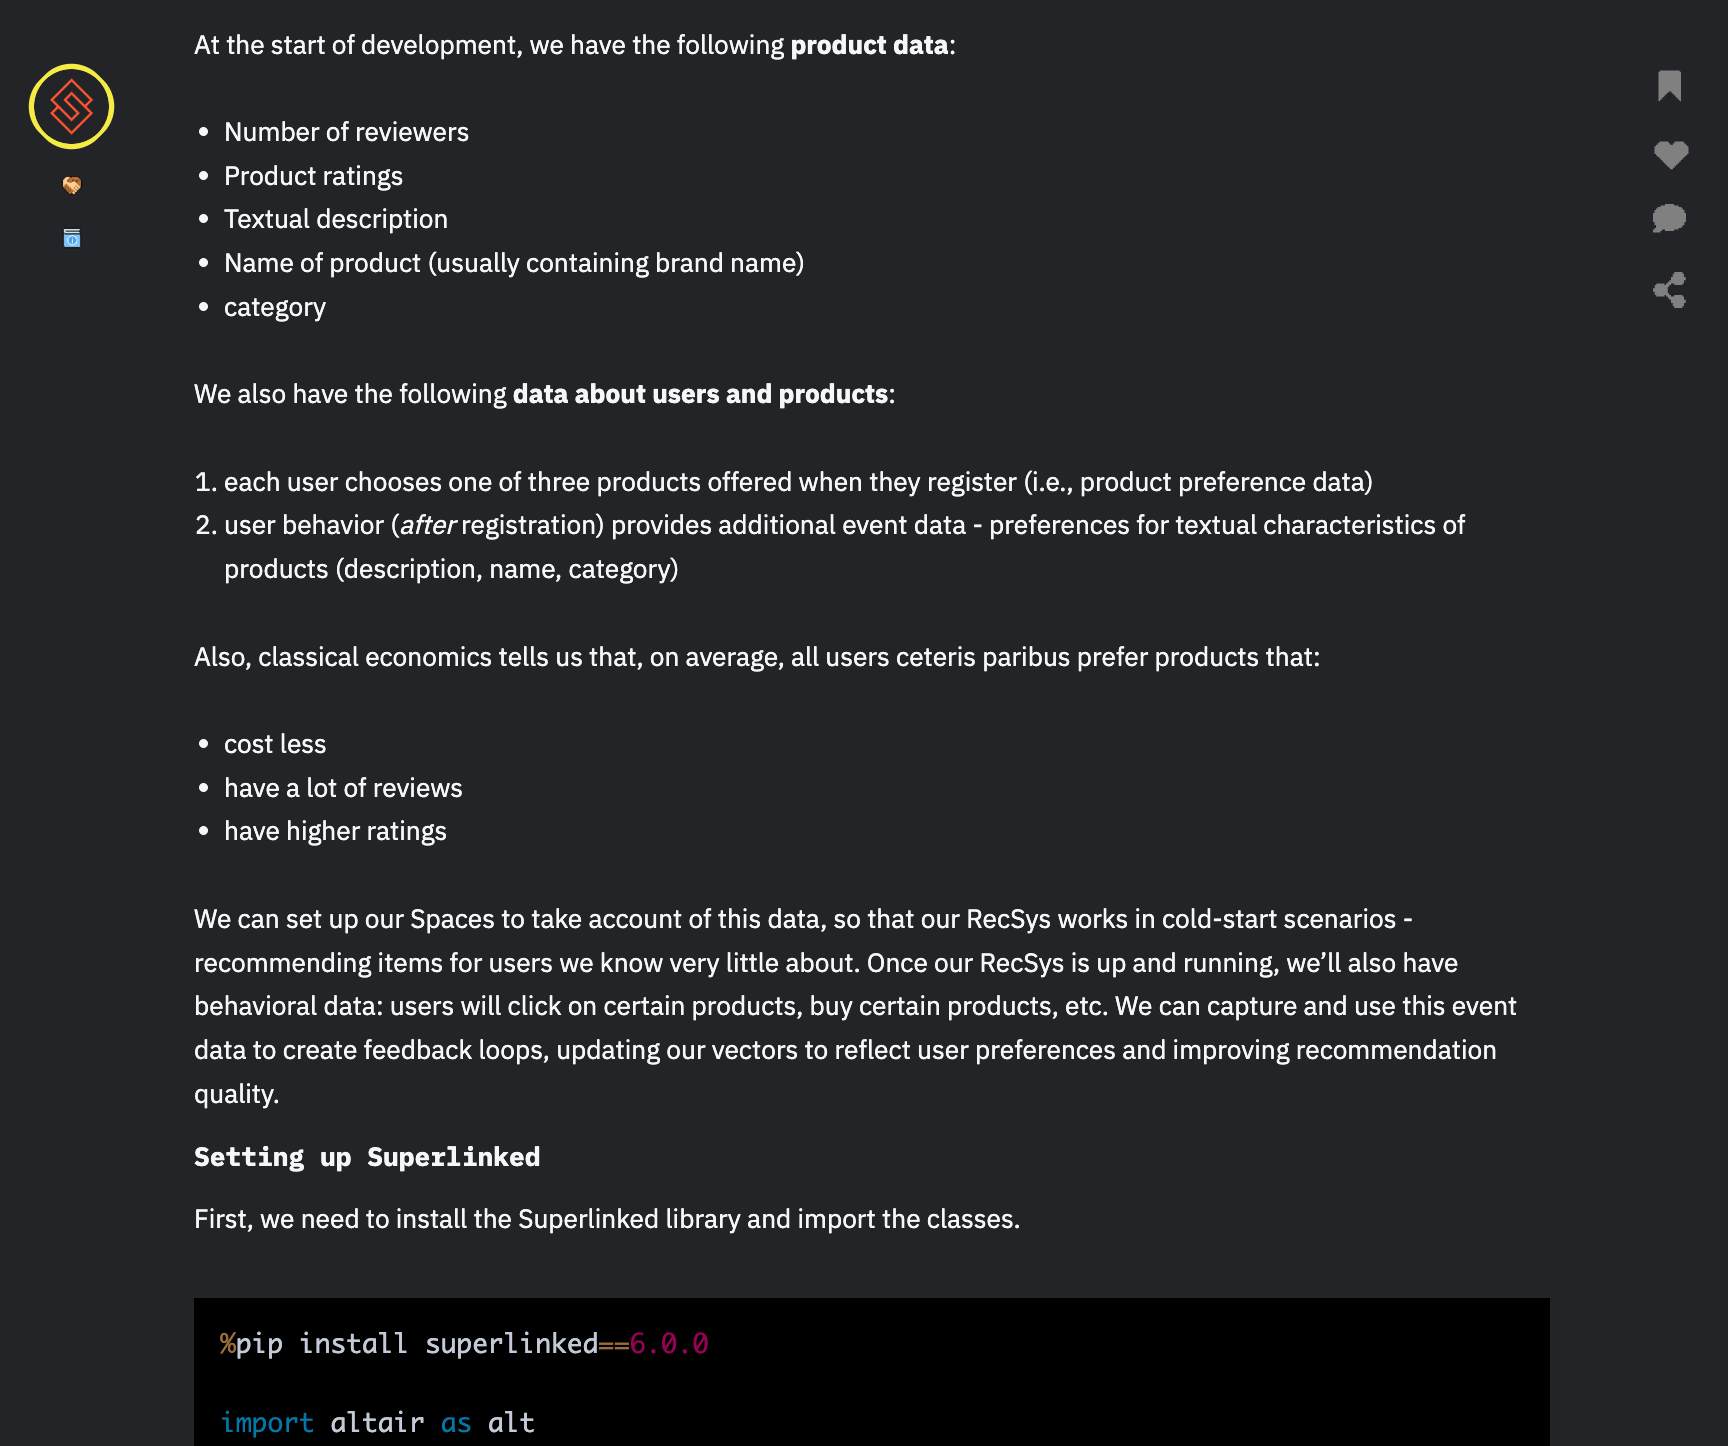 At the start of development, we have the following product data:
• Number of reviewers
• Product ratings
• Textual description
• Name of product (usually containing brand name)
• category
We also have the following data about users and products:
1. each user chooses one of three products offered when they register (i.e., product preference data)
2. user behavior (after registration) provides additional event data - preferences for textual characteristics of
products (description, name, category)
Also, classical economics tells us that, on average, all users ceteris paribus prefer products that:
• cost less
• have a lot of reviews
• have higher ratings
We can set up our Spaces to take account of this data, so that our RecSys works in cold-start scenarios -
recommending items for users we know very little about. Once our RecSys is up and running, we’ll also have
behavioral data: users will click on certain products, buy certain products, etc. We can capture and use this event
data to create feedback loops, updating our vectors to reflect user preferences and improving recommendation
quality.
Setting up Superlinked
First, we need to install the Superlinked library and import the classes.
%pip install superlinked==6.0.0
import altair as alt